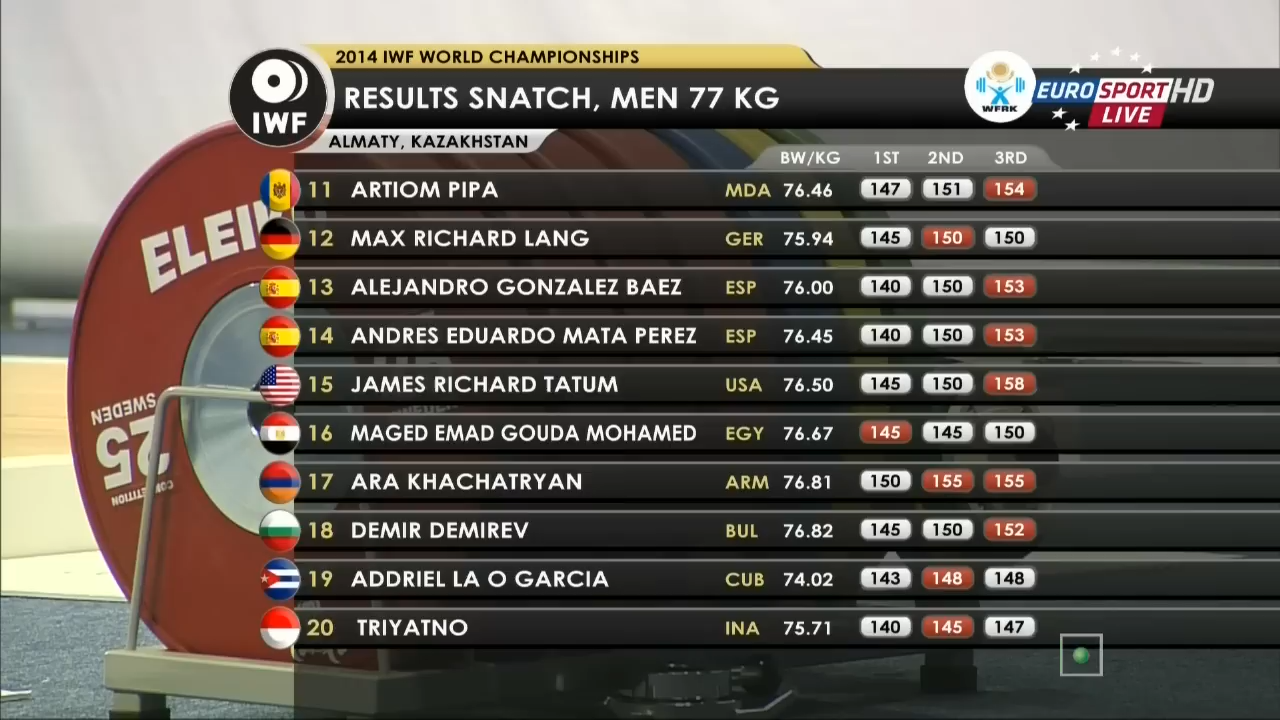 2014 IWF WORLD CHAMPIONSHIPS
IWF
RESULTS SNATCH, MEN 77 KG
WFRK
EUROSPORT HD
LIVE
ALMATY, KAZAKHSTAN
BW/KG 1ST 2ND 3RD
11 ARTIOM PIPA MDA 76.46 147 151 154
12 MAX RICHARD LANG GER 75.94 145 150 150
13 ALEJANDRO GONZALEZ BAEZ ESP 76.00 140 150 153
14 ANDRES EDUARDO MATA PEREZ ESP 76.45 140 150 153
15 JAMES RICHARD TATUM USA 76.50 145 150 158
16 MAGED EMAD GOUDA MOHAMED EGY 76.67 145 145 150
17 ARA KHACHATRYAN ARM 76.81 150 155 155
18 DEMIR DEMIREV BUL 76.82 145 150 152
19 ADDRIEL LA O GARCIA CUB 74.02 143 148 148
20 TRIYATNO INA 75.71 140 145 147
ELEI
SWEDEN
25